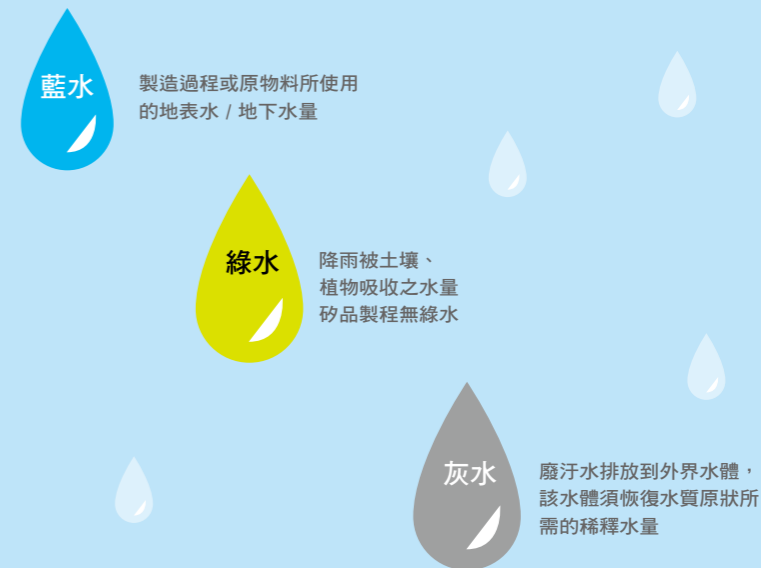 藍水
製造過程或原物料所使用
的地表水 / 地下水量
綠水
降雨被土壤、
植物吸收之水量
矽品製程無綠水
灰水
廢汙水排放到外界水體，
該水體須恢復水質原狀所
需的稀釋水量